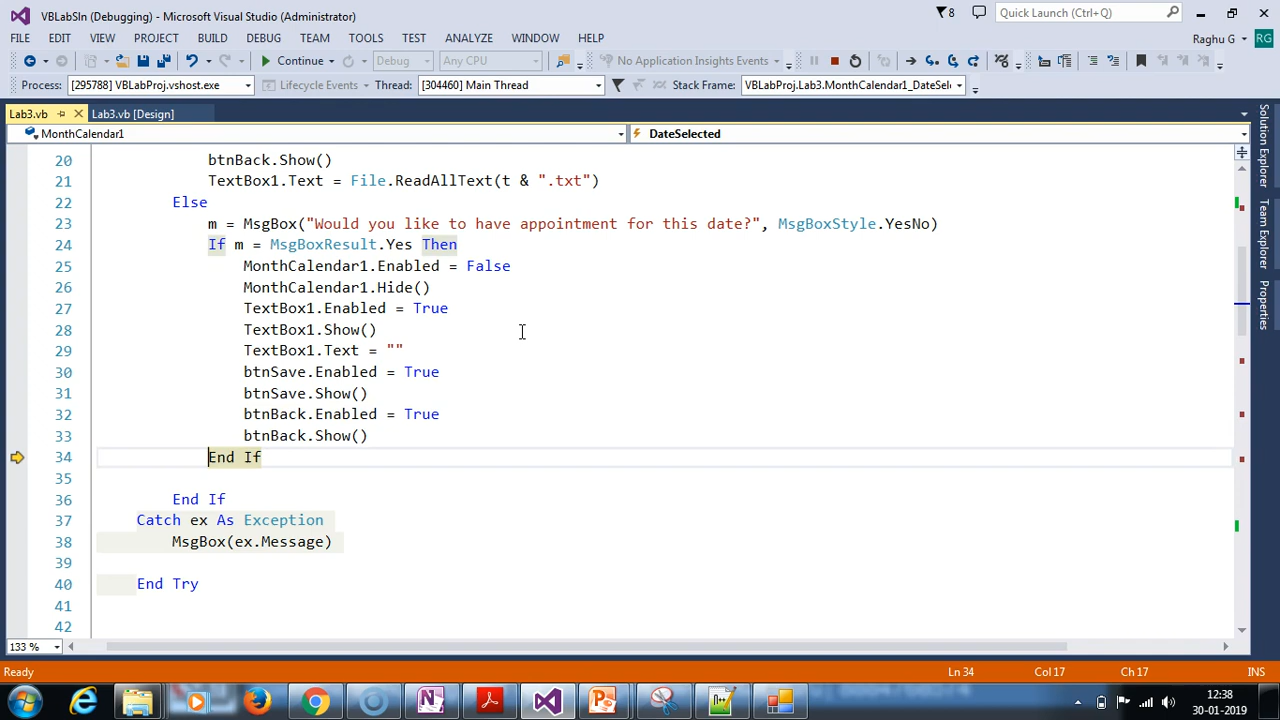 VBLabSln (Debugging) - Microsoft Visual Studio (Administrator)
8
Quick Launch (Ctrl+Q)
FILE EDIT VIEW PROJECT BUILD DEBUG TEAM TOOLS TEST ANALYZE WINDOW HELP
Raghu G
RG
Continue
Debug
Any CPU
No Application Insights Events
Process: [295788] VBLabProj.vshost.exe
Lifecycle Events
Thread: [304460] Main Thread
Stack Frame: VBLabProj.Lab3.MonthCalendar1_DateSele
Lab3.vb
Lab3.vb [Design]
MonthCalendar1
DateSelected
20 btnBack.Show()
21 TextBox1.Text = File.ReadAllText(t & ".txt")
22 Else
23 m = MsgBox("Would you like to have appointment for this date?", MsgBoxStyle.YesNo)
24 If m = MsgBoxResult.Yes Then
25 MonthCalendar1.Enabled = False
26 MonthCalendar1.Hide()
27 TextBox1.Enabled = True
28 TextBox1.Show()
29 TextBox1.Text = ""
30 btnSave.Enabled = True
31 btnSave.Show()
32 btnBack.Enabled = True
33 btnBack.Show()
34 End If
35
36 End If
37 Catch ex As Exception
38 MsgBox(ex.Message)
39
40 End Try
41
42
Solution Explorer
Team Explorer
Properties
133 %
Ready
Ln 34
Col 17
Ch 17
INS
12:38
30-01-2019